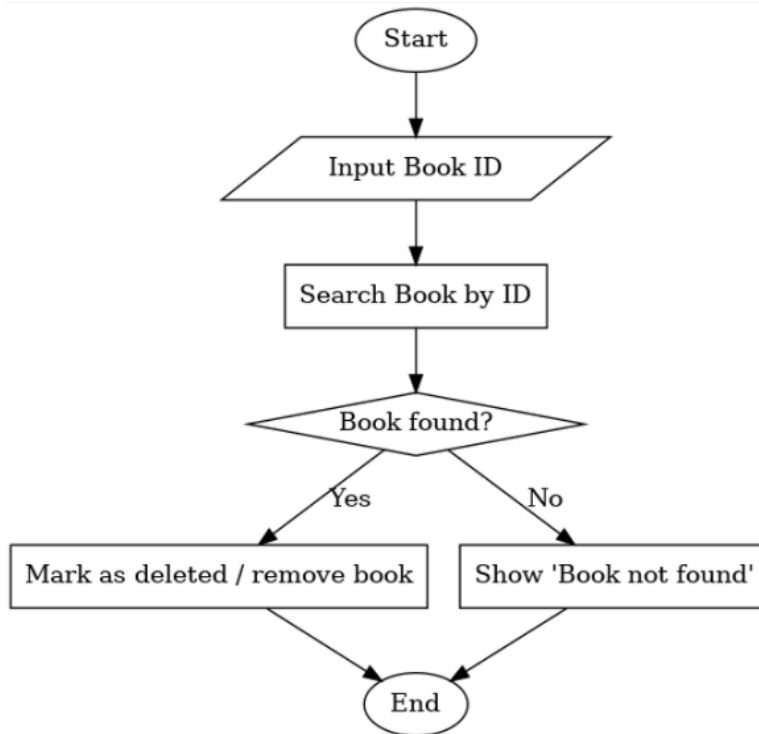 Start
Input Book ID
Search Book by ID
Book found?
Yes
No
Mark as deleted / remove book
Show 'Book not found'
End